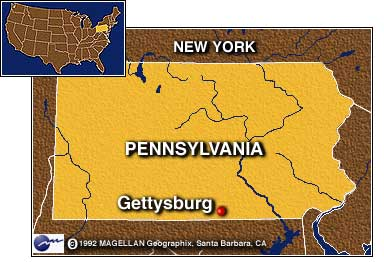 NEW YORK
PENNSYLVANIA
Gettysburg
© 1992 MAGELLAN Geographix, Santa Barbara, CA